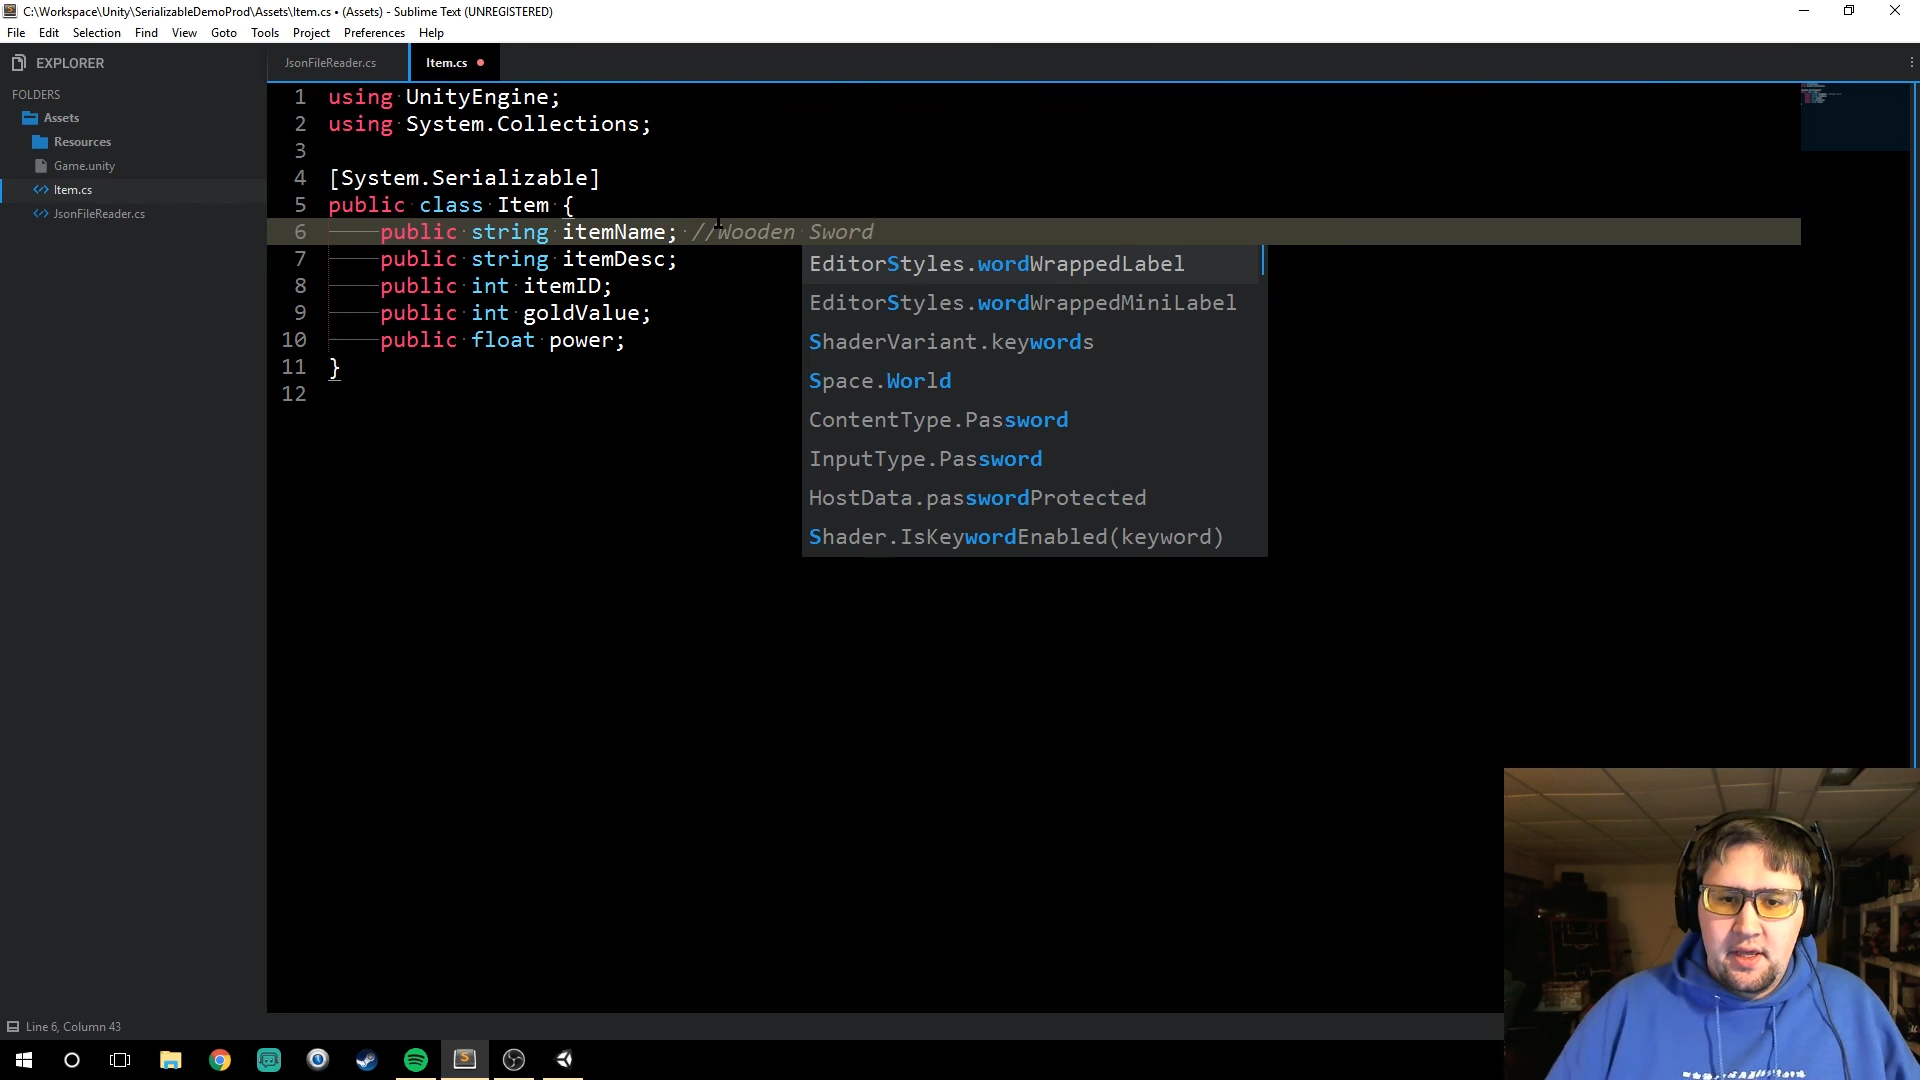 C:\Workspace\Unity\SerializableDemoProd\Assets\Item.cs • (Assets) - Sublime Text (UNREGISTERED)
File Edit Selection Find View Goto Tools Project Preferences Help
EXPLORER
JsonFileReader.cs
Item.cs
FOLDERS
Assets
Resources
Game.unity
Item.cs
JsonFileReader.cs
1 using UnityEngine;
2 using System.Collections;
3
4 [System.Serializable]
5 public class Item {
6 public string itemName; //Wooden Sword
7 public string itemDesc;
8 public int itemID;
9 public int goldValue;
10 public float power;
11 }
12
EditorStyles.wordWrappedLabel
EditorStyles.wordWrappedMiniLabel
ShaderVariant.keywords
Space.World
ContentType.Password
InputType.Password
HostData.passwordProtected
Shader.IsKeywordEnabled(keyword)
Line 6, Column 43